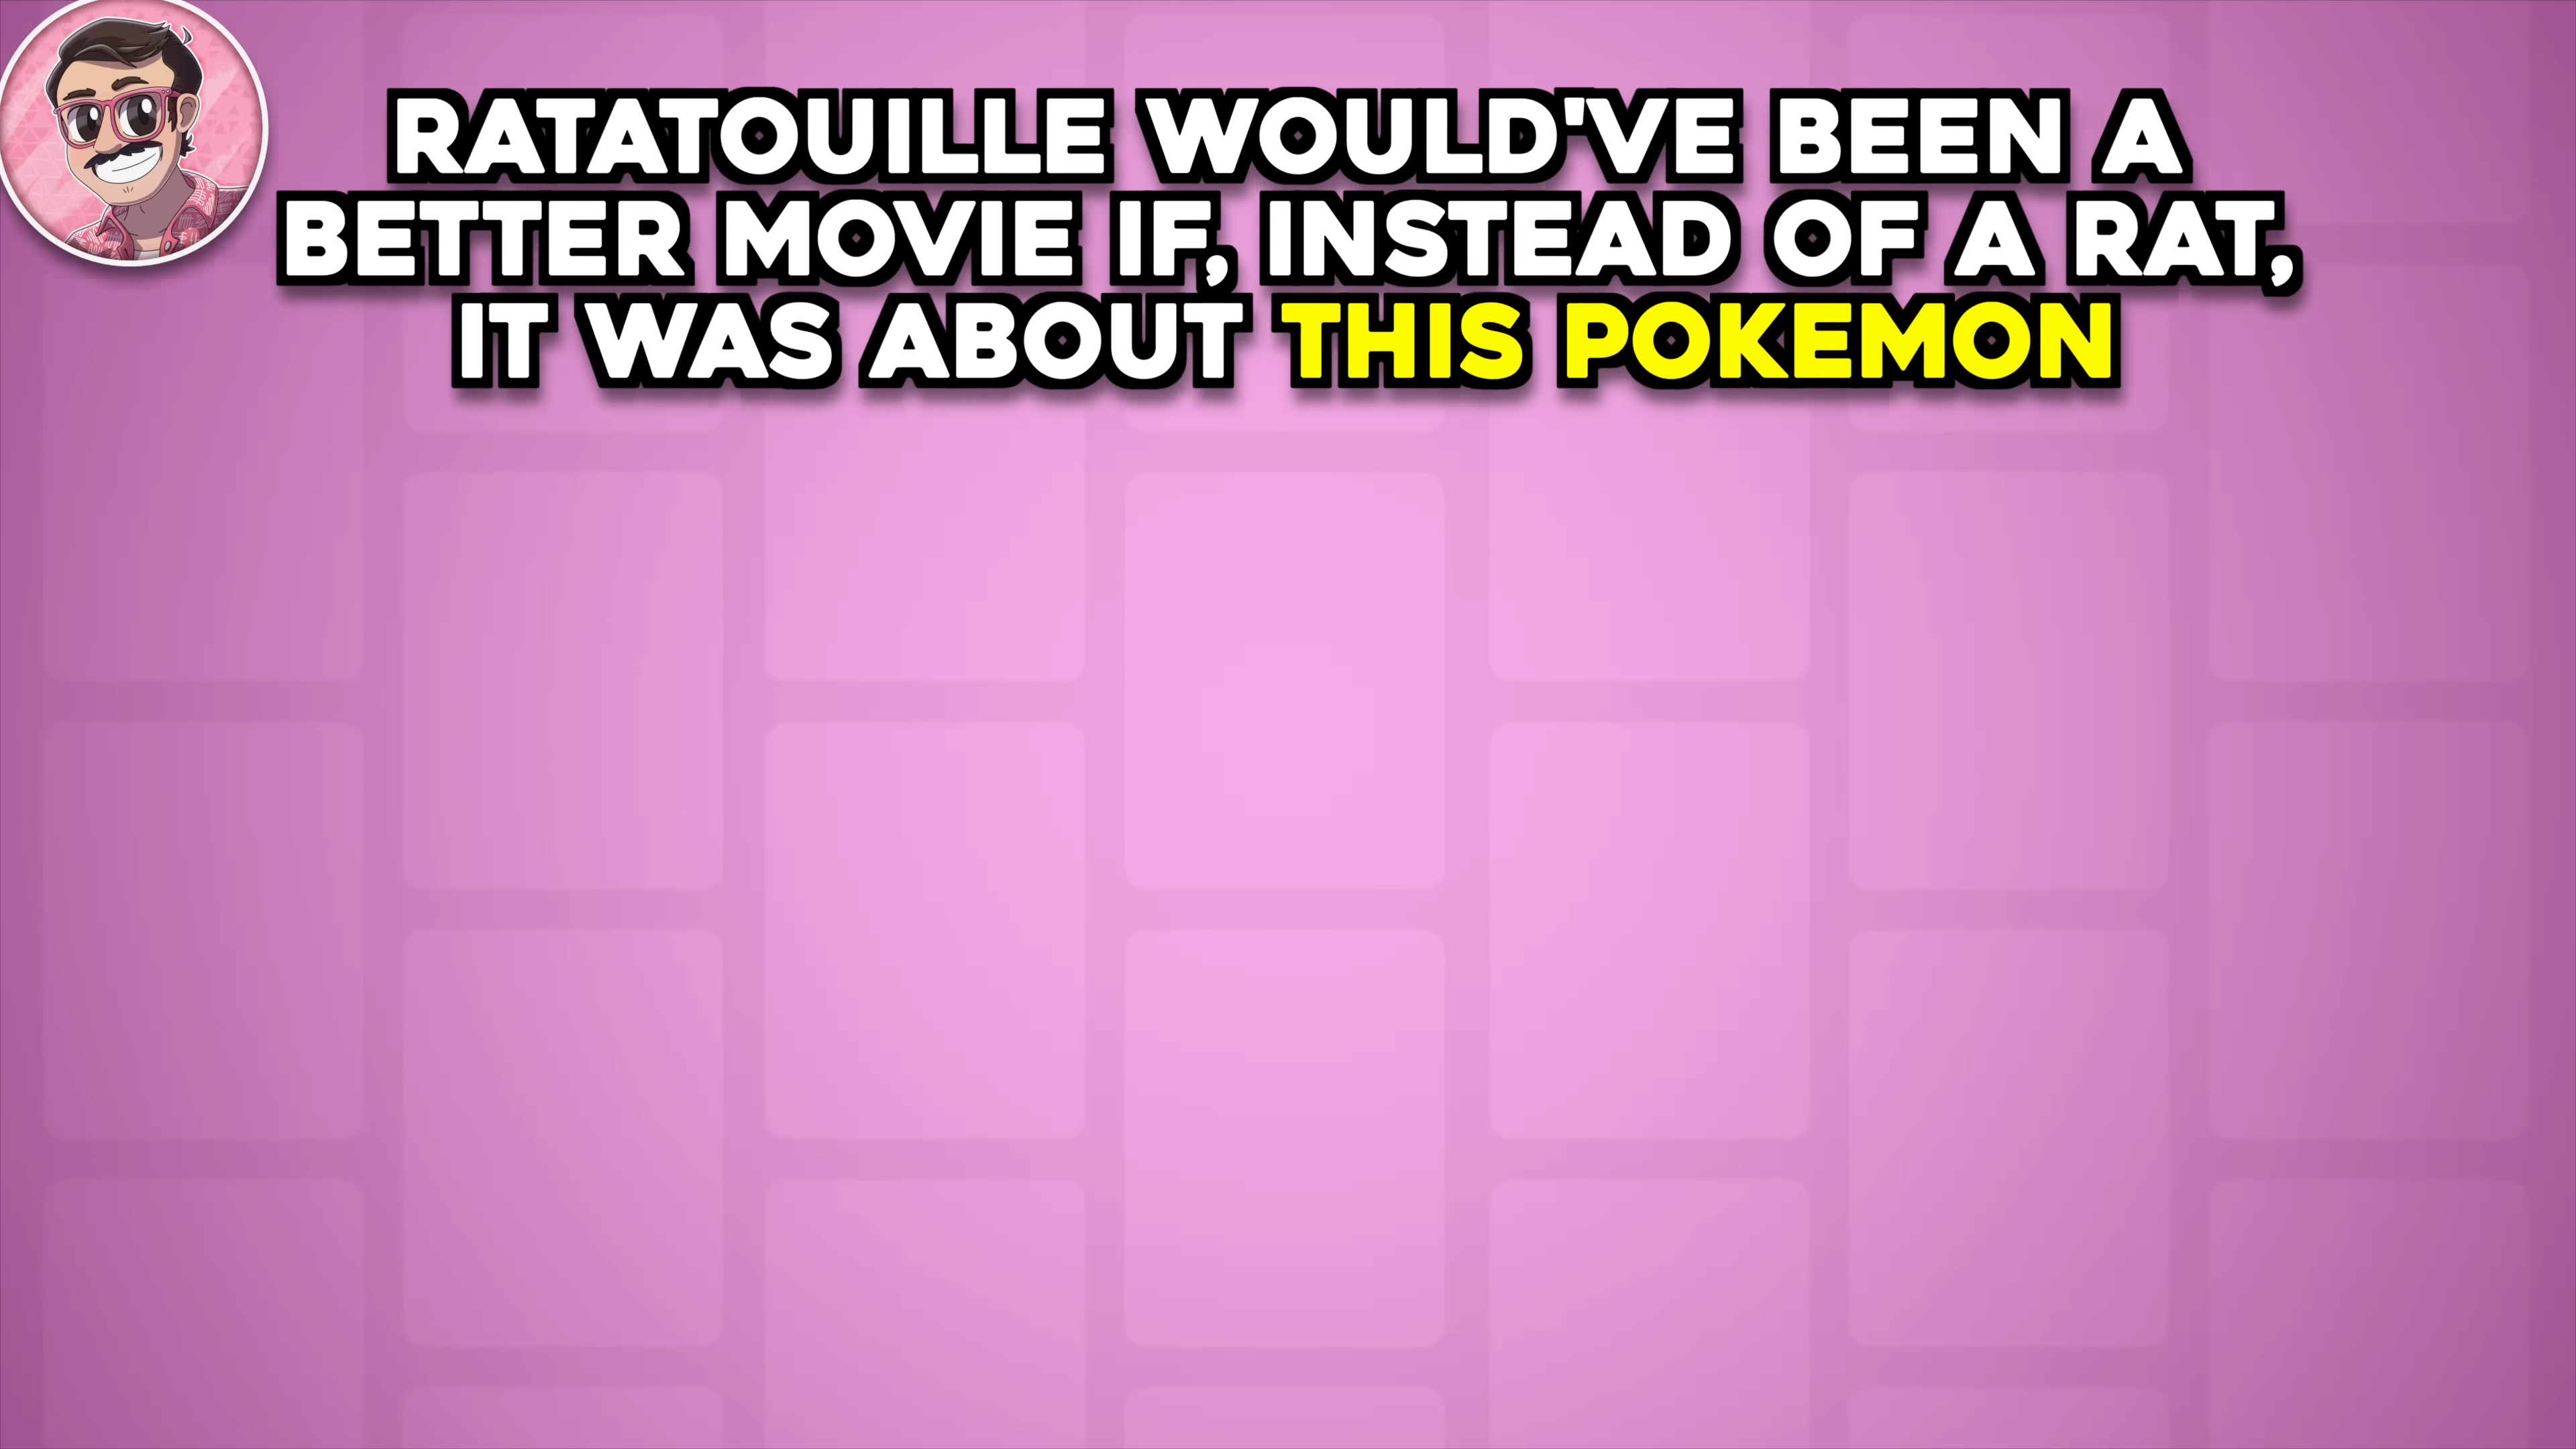 RATATOUILLE WOULD'VE BEEN A
BETTER MOVIE IF, INSTEAD OF A RAT,
IT WAS ABOUT THIS POKEMON